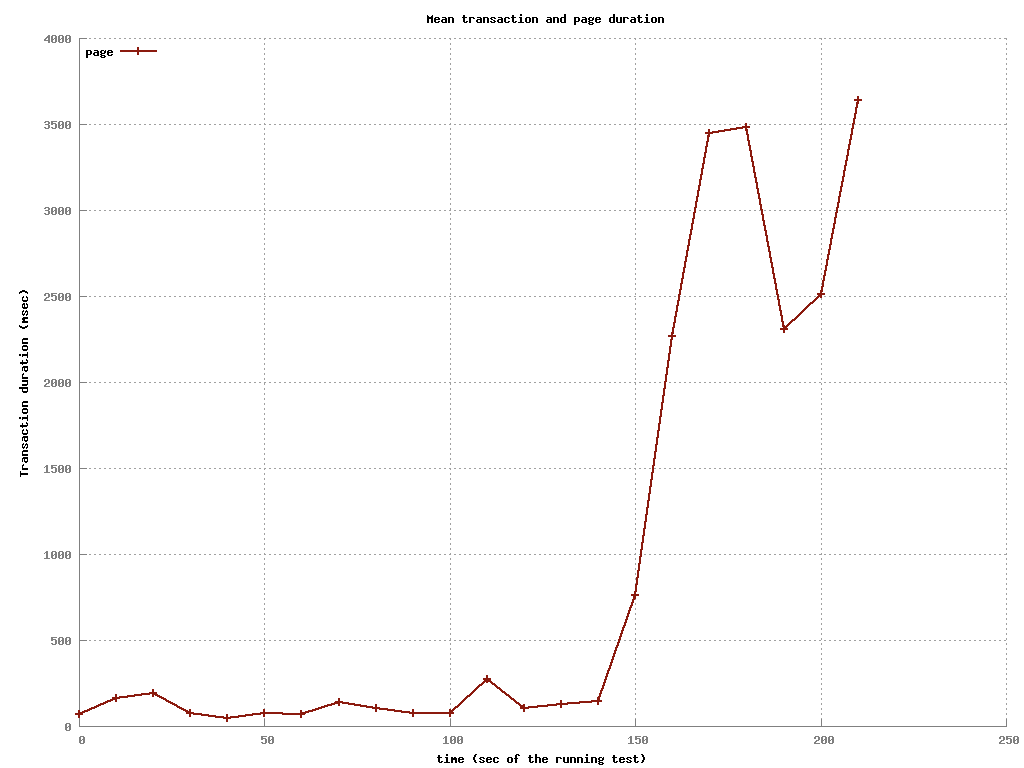 Mean transaction and page duration
page
4000
3500
3000
2500
2000
1500
1000
500
0
0 50 100 150 200 250
Transaction duration (msec)
time (sec of the running test)